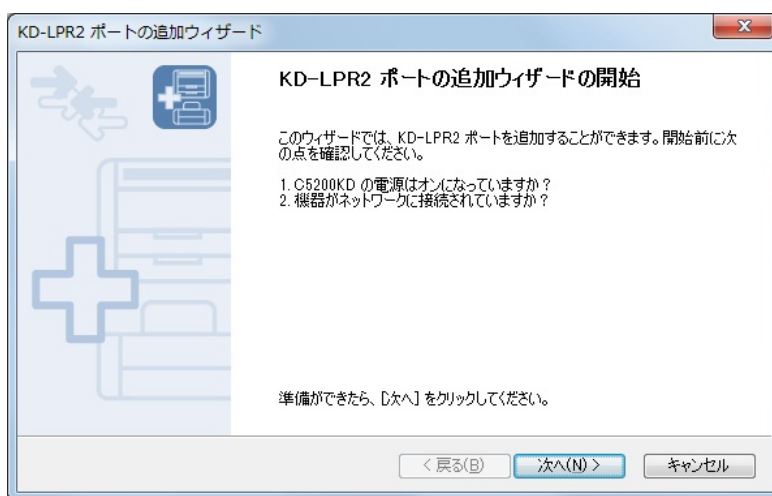 KD-LPR2 ポートの追加ウィザード
KD-LPR2 ポートの追加ウィザードの開始
このウィザードでは、KD-LPR2 ポートを追加することができます。開始前に次
の点を確認してください。
1. C5200KD の電源はオンになっていますか？
2. 機器がネットワークに接続されていますか？
準備ができたら、[次へ] をクリックしてください。
< 戻る(B)
次へ(N) >
キャンセル